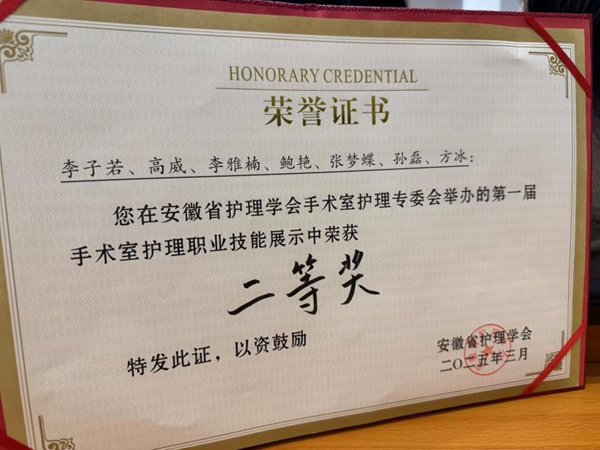 HONORARY CREDENTIAL
荣誉证书
李子若、高威、李雅楠、鲍艳、张梦蝶、孙磊、方冰：
您在安徽省护理学会手术室护理专委会举办的第一届
手术室护理职业技能展示中荣获
二等奖
特发此证，以资鼓励
安徽省护理学会
二〇二五年三月